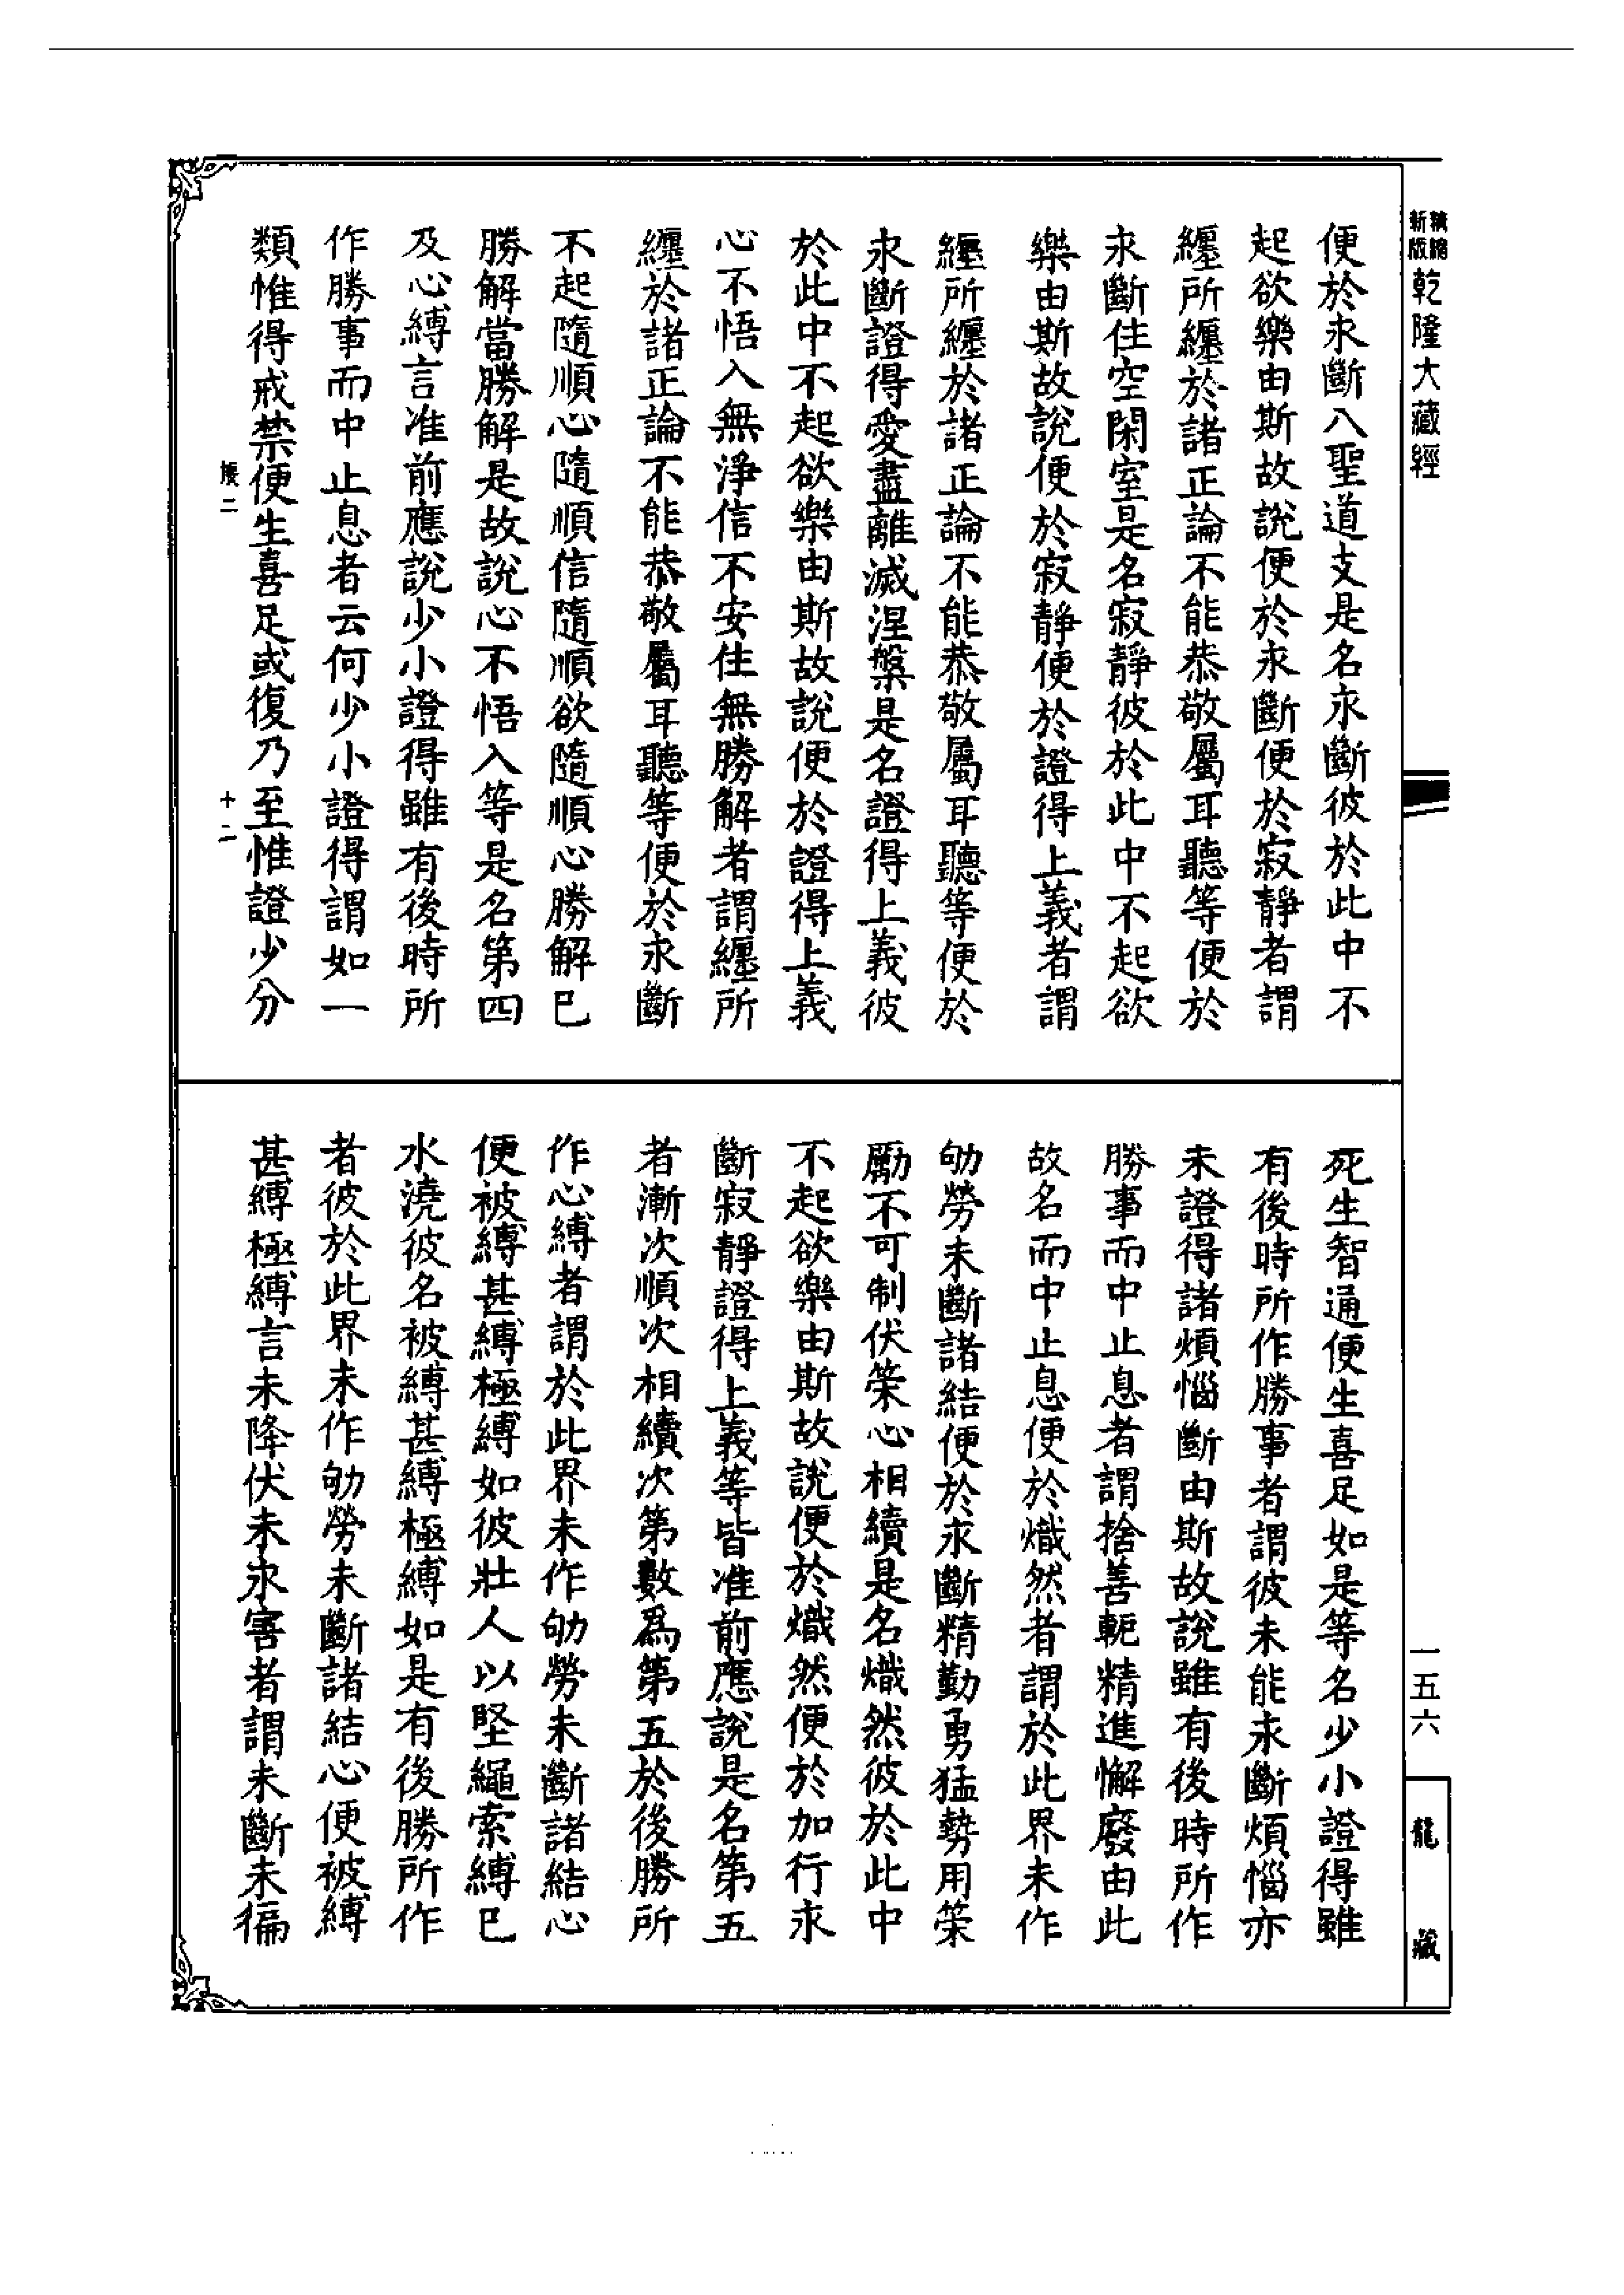 精縮新版
乾隆大藏經
便於永斷八聖道支是名永斷彼於此中不
起欲樂由斯故說便於永斷便於寂靜者謂
纏所纏於諸正論不能恭敬屬耳聽等便於
永斷住空閑室是名寂靜彼於此中不起欲
樂由斯故說便於寂靜便於證得上義者謂
纏所纏於諸正論不能恭敬屬耳聽等便於
永斷證得愛盡離滅涅槃是名證得上義彼
於此中不起欲樂由斯故說便於證得上義
心不悟入無淨信不安住無勝解者謂纏所
纏於諸正論不能恭敬屬耳聽等便於永斷
不起隨順心隨順信隨順欲隨順心勝解已
勝解當勝解是故說心不悟入等是名第四
及心縛言准前應說少小證得雖有後時所
作勝事而中止息者云何少小證得謂如一
類惟得戒禁便生喜足或復乃至惟證少分
二
十二
死生智通便生喜足如是等名少小證得雖
有後時所作勝事者謂彼未能永斷煩惱亦
未證得諸煩惱斷由斯故說雖有後時所作
勝事而中止息者謂捨善軛精進懈廢由此
故名而中止息便於熾然者謂於此界未作
劬勞未斷諸結便於永斷精勤勇猛勢用策
勵不可制伏策心相續是名熾然彼於此中
不起欲樂由斯故說便於熾然便於加行永
斷寂靜證得上義等皆准前應說是名第五
者漸次順次相續次第數為第五於後勝所
作心縛者謂於此界未作劬勞未斷諸結心
便被縛甚縛極縛如彼壯人以堅繩索縛已
水澆彼名被縛甚縛極縛如是有後勝所作
者彼於此界未作劬勞未斷諸結心便被縛
甚縛極縛言未降伏未永害者謂未斷未徧
一五六
龍藏